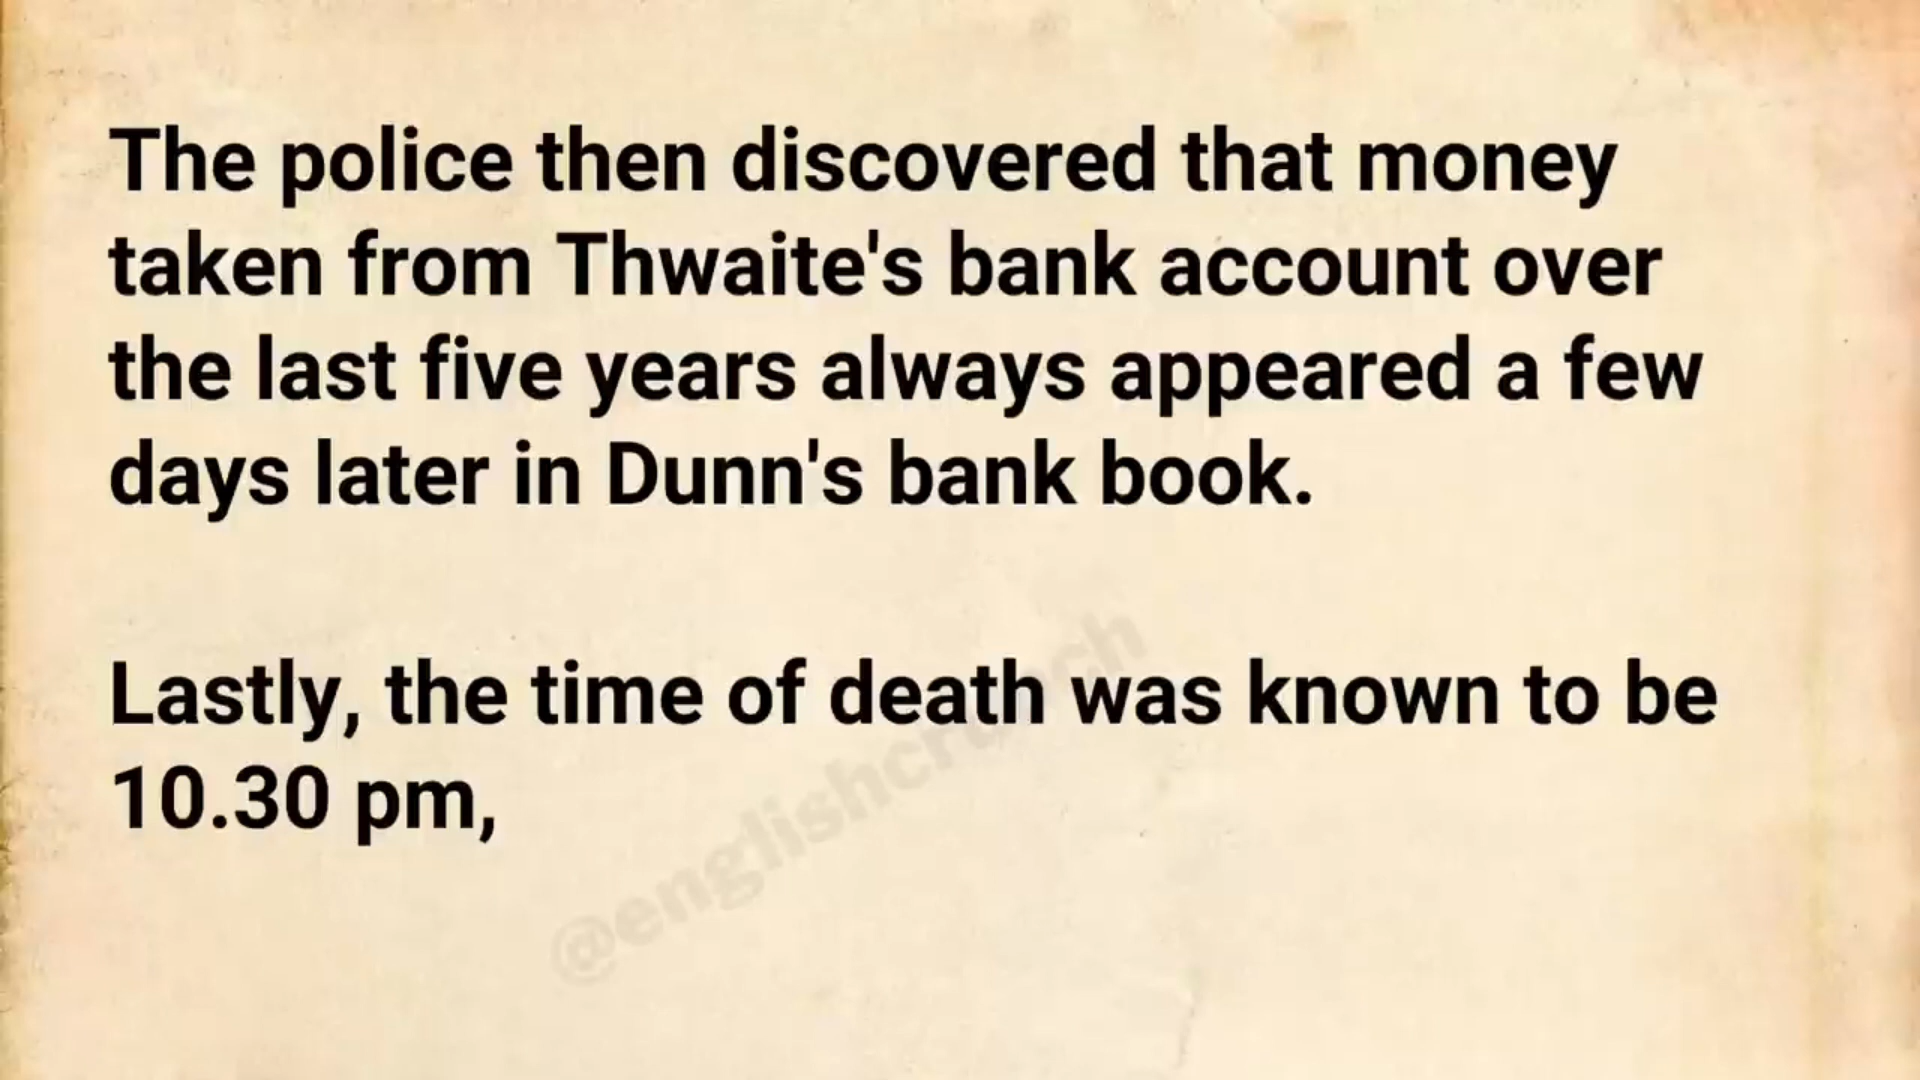 The police then discovered that money
taken from Thwaite's bank account over
the last five years always appeared a few
days later in Dunn's bank book.
Lastly, the time of death was known to be
10.30 pm,
@englishcrunch